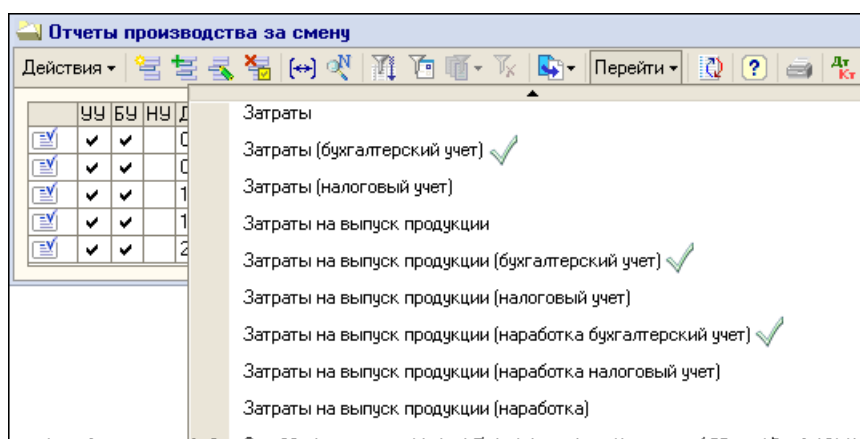 Отчеты производства за смену
Действия Перейти Дт Кт
УУ БУ НУ
Затраты
Затраты (бухгалтерский учет)
Затраты (налоговый учет)
Затраты на выпуск продукции
Затраты на выпуск продукции (бухгалтерский учет)
Затраты на выпуск продукции (налоговый учет)
Затраты на выпуск продукции (наработка бухгалтерский учет)
Затраты на выпуск продукции (наработка налоговый учет)
Затраты на выпуск продукции (наработка)